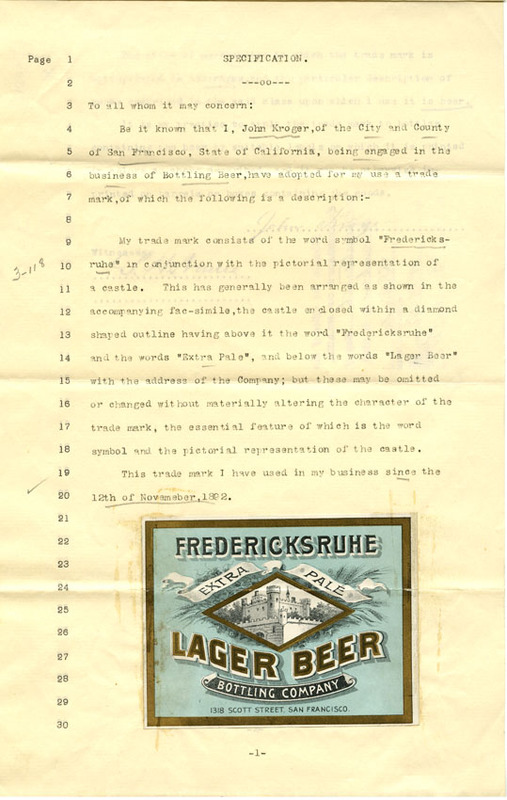 Page 1 SPECIFICATION.
2 ---oo---
3 To all whom it may concern:
4 Be it known that I, John Kroger,of the City and County
5 of San Francisco, State of California, being engaged in the
6 business of Bottling Beer,have adopted for my use a trade
7 mark,of which the following is a description:-
8
9 My trade mark consists of the word symbol "Fredericks-
3-118
10 ruhe" in conjunction with the pictorial representation of
11 a castle. This has generally been arranged as shown in the
12 accompanying fac-simile,the castle enclosed within a diamond
13 shaped outline having above it the word "Fredericksruhe"
14 and the words "Extra Pale", and below the words "Lager Beer"
15 with the address of the Company; but these may be omitted
16 or changed without materially altering the character of the
17 trade mark, the essential feature of which is the word
18 symbol and the pictorial representation of the castle.
19 This trade mark I have used in my business since the
20 12th of Novameber,1892.
21
22
23
24
25
26
27
28
29
30
FREDERICKSRUHE
EXTRA PALE
LAGER BEER
BOTTLING COMPANY
1318 SCOTT STREET. SAN FRANCISCO.
-1-